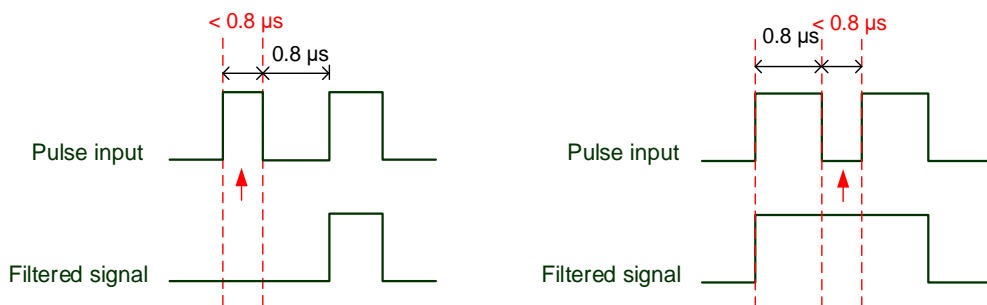 < 0.8 μs
0.8 μs
Pulse input
Filtered signal
< 0.8 μs
0.8 μs
Pulse input
Filtered signal